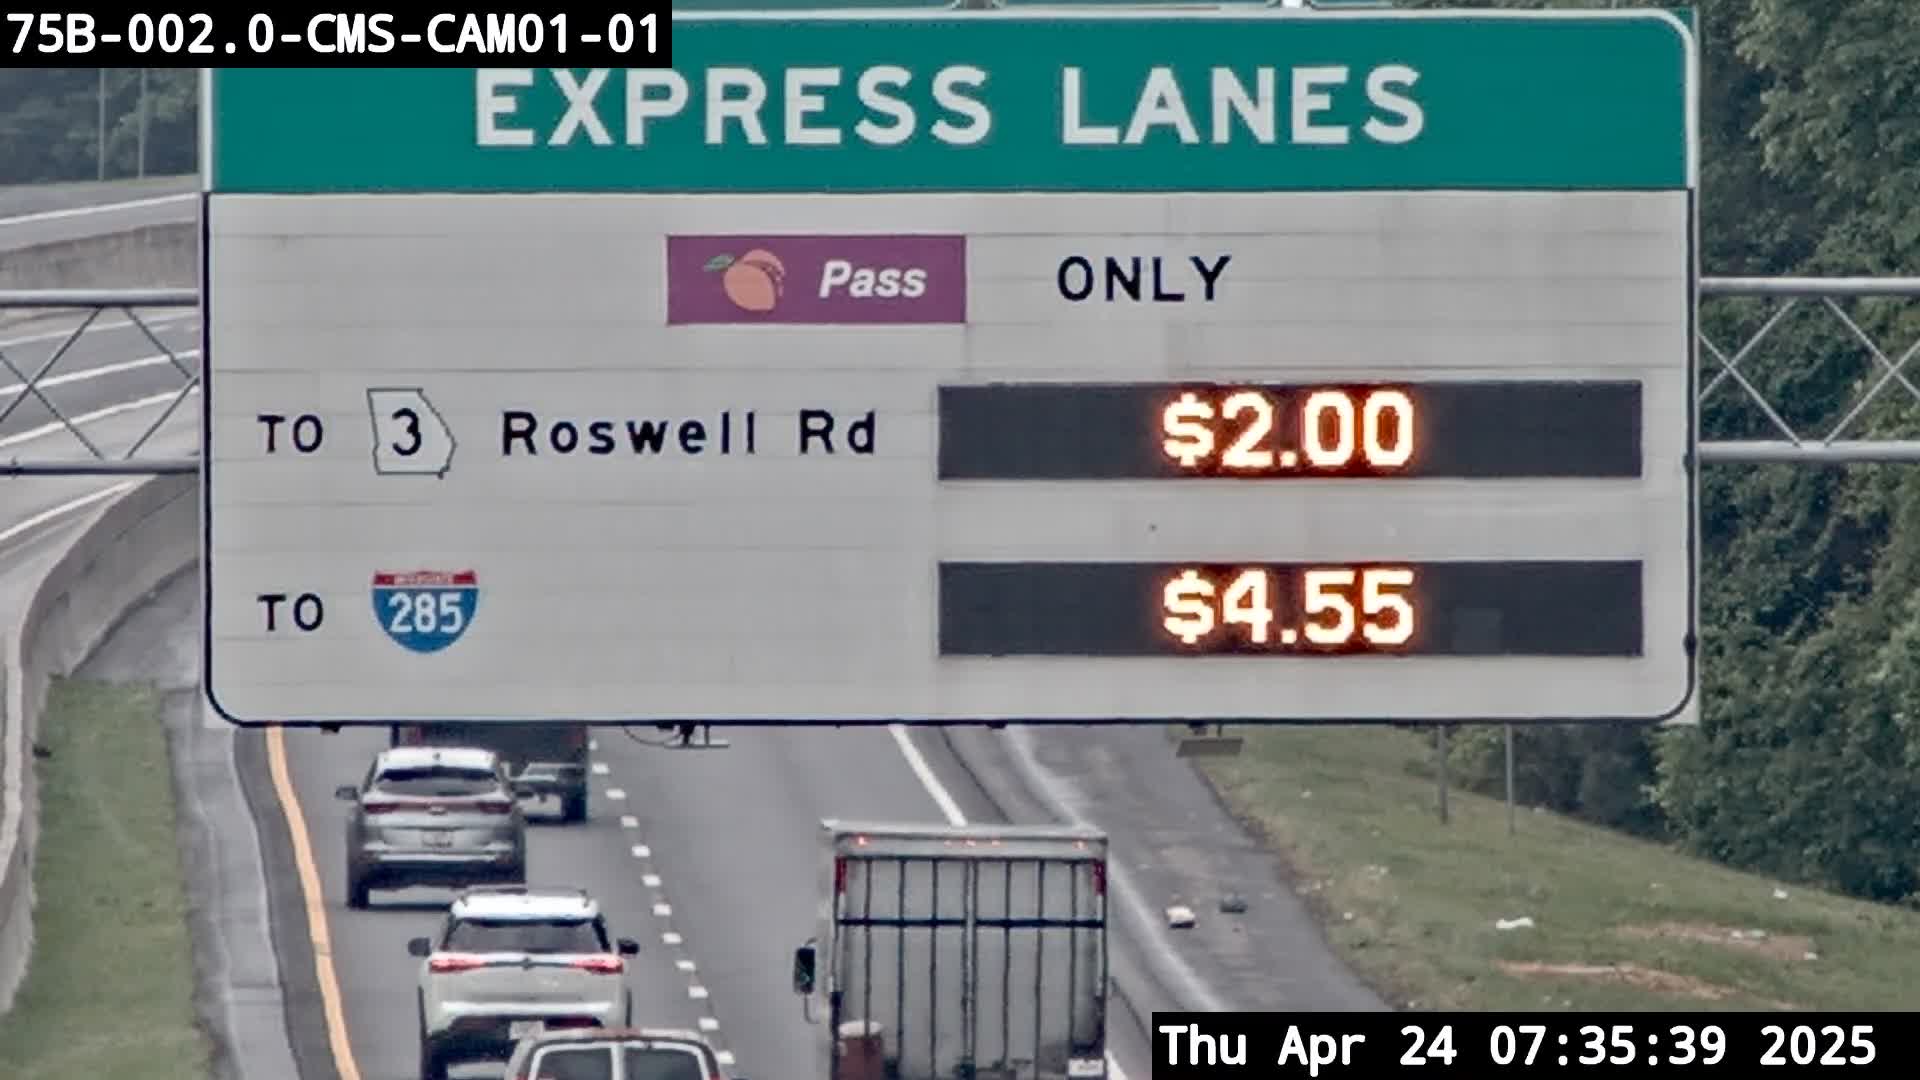 75B-002.0-CMS-CAM01-01
EXPRESS LANES
Pass ONLY
TO 3 Roswell Rd $2.00
TO INTERSTATE 285 $4.55
Thu Apr 24 07:35:39 2025